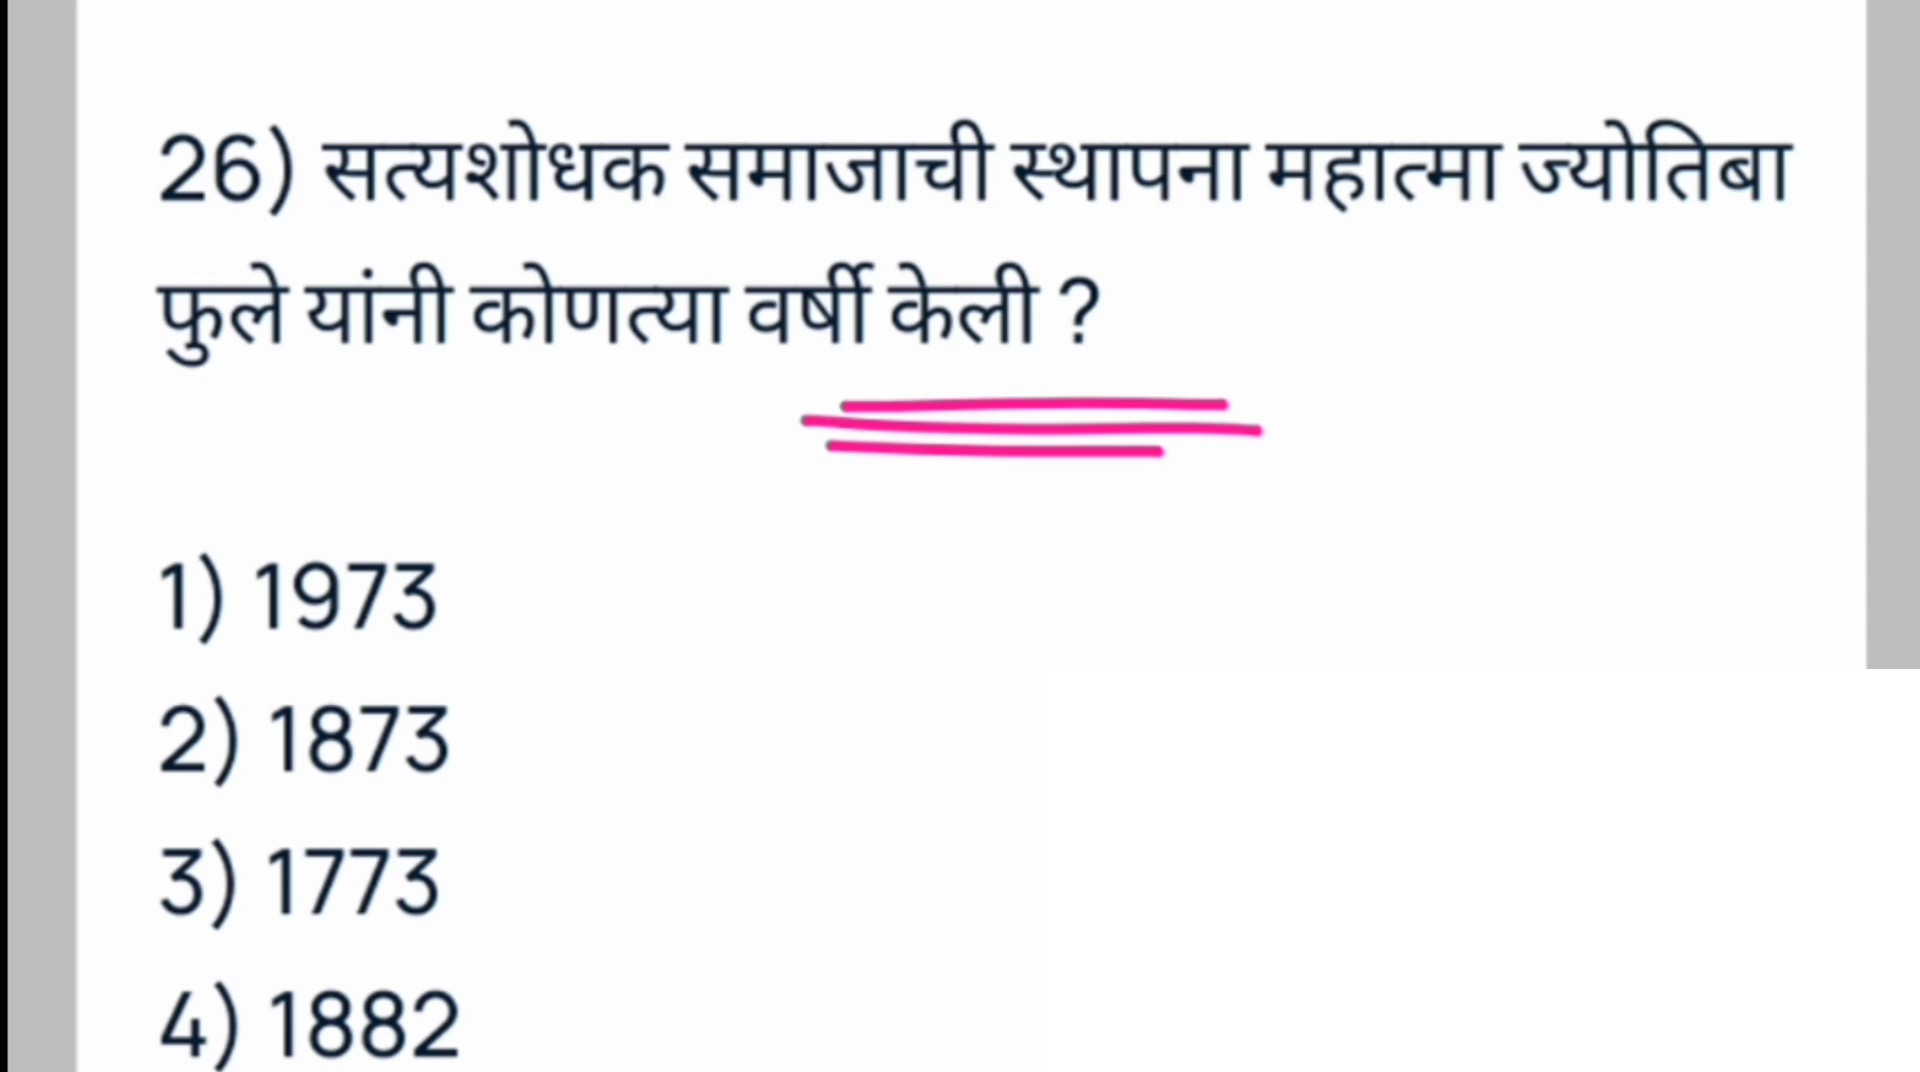 26) सत्यशोधक समाजाची स्थापना महात्मा ज्योतिबा
फुले यांनी कोणत्या वर्षी केली ?
1) 1973
2) 1873
3) 1773
4) 1882